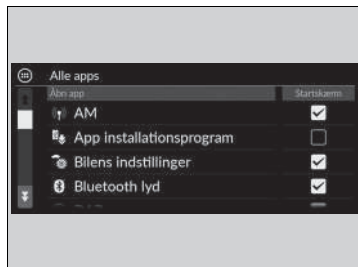 Alle apps
Åbn app Startskærm
AM
App installationsprogram
Bilens indstillinger
Bluetooth lyd